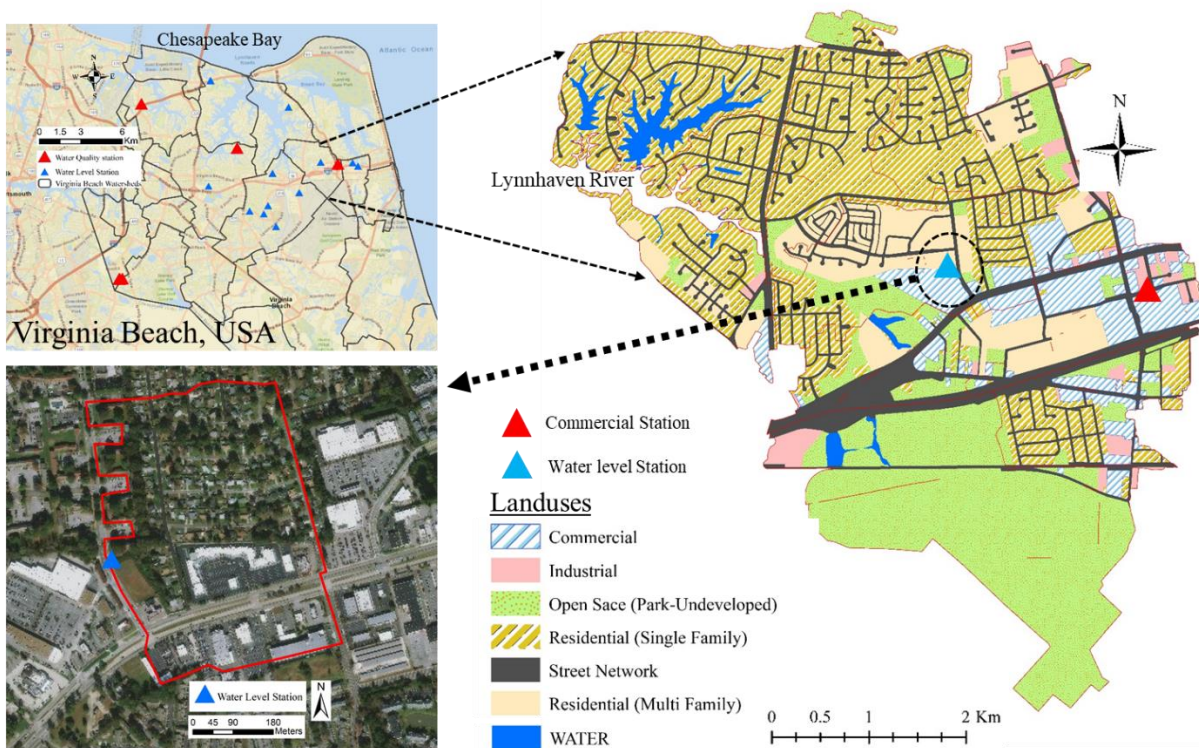 Chesapeake Bay
Atlantic Ocean
N
W
E
S
0 1.5 3 6
Km
Water Quality station
Water Level Station
Virginia Beach Watersheds
Virginia
Beach
Virginia Beach, USA
Lynnhaven River
N
Commercial Station
Water level Station
Landuses
Commercial
Industrial
Open Sace (Park-Undeveloped)
Residential (Single Family)
Street Network
Residential (Multi Family)
WATER
0 0.5 1 2 Km
Water Level Station
N
0 45 90 180
Meters